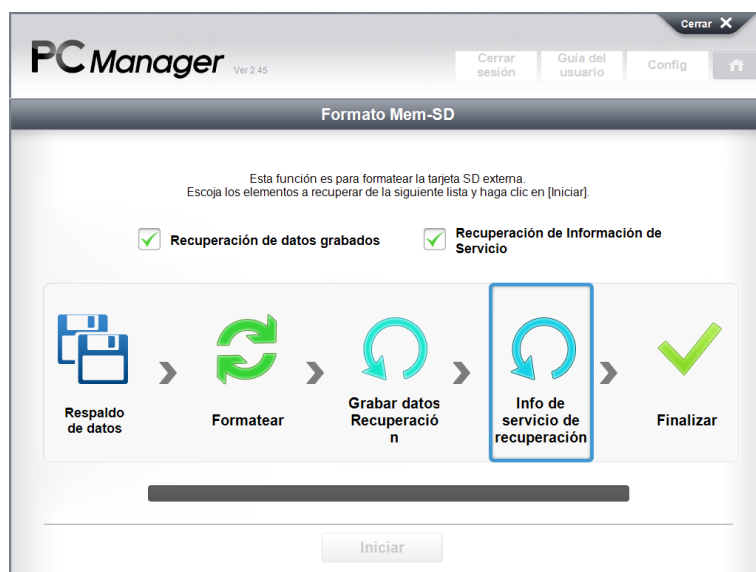 Cerrar
PC Manager Ver 2.45
Cerrar sesión
Guía del usuario
Config
Formato Mem-SD
Esta función es para formatear la tarjeta SD externa.
Escoja los elementos a recuperar de la siguiente lista y haga clic en [Iniciar].
Recuperación de datos grabados
Recuperación de Información de
Servicio
Respaldo
de datos
Formatear
Grabar datos
Recuperació
n
Info de
servicio de
recuperación
Finalizar
Iniciar